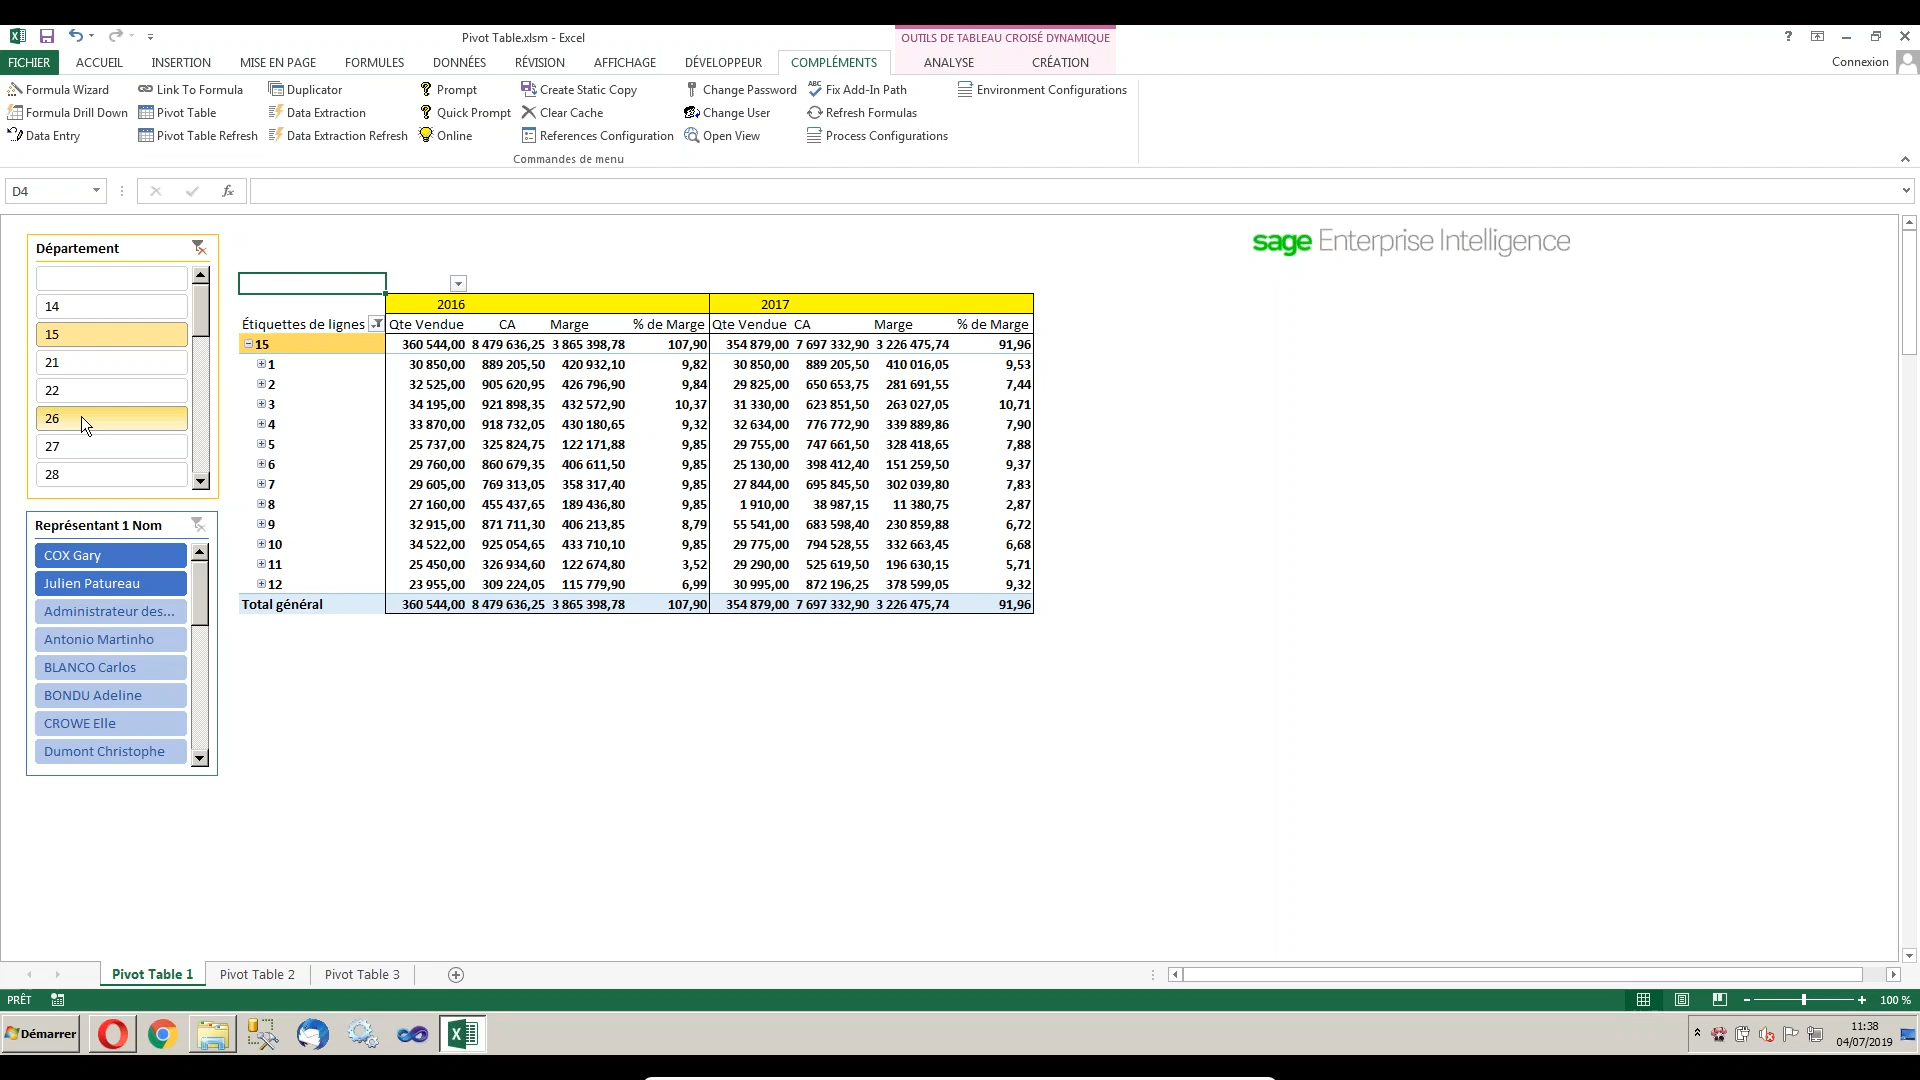 Pivot Table.xlsm - Excel
OUTILS DE TABLEAU CROISÉ DYNAMIQUE
?
FICHIER ACCUEIL INSERTION MISE EN PAGE FORMULES DONNÉES RÉVISION AFFICHAGE DÉVELOPPEUR COMPLÉMENTS ANALYSE CRÉATION Connexion
Formula Wizard Link To Formula Duplicator Prompt Create Static Copy Change Password Fix Add-In Path Environment Configurations
Formula Drill Down Pivot Table Data Extraction Quick Prompt Clear Cache Change User Refresh Formulas
Data Entry Pivot Table Refresh Data Extraction Refresh Online References Configuration Open View Process Configurations
Commandes de menu
D4 fx
sage Enterprise Intelligence
Département
14
15
21
22
26
27
28
Représentant 1 Nom
COX Gary
Julien Patureau
Administrateur des...
Antonio Martinho
BLANCO Carlos
BONDU Adeline
CROWE Elle
Dumont Christophe
2016 2017
Étiquettes de lignes Qte Vendue CA Marge % de Marge Qte Vendue CA Marge % de Marge
15 360 544,00 8 479 636,25 3 865 398,78 107,90 354 879,00 7 697 332,90 3 226 475,74 91,96
1 30 850,00 889 205,50 420 932,10 9,82 30 850,00 889 205,50 410 016,05 9,53
2 32 525,00 905 620,95 426 796,90 9,84 29 825,00 650 653,75 281 691,55 7,44
3 34 195,00 921 898,35 432 572,90 10,37 31 330,00 623 851,50 263 027,05 10,71
4 33 870,00 918 732,05 430 180,65 9,32 32 634,00 776 772,90 339 889,86 7,90
5 25 737,00 325 824,75 122 171,88 9,85 29 755,00 747 661,50 328 418,65 7,88
6 29 760,00 860 679,35 406 611,50 9,85 25 130,00 398 412,40 151 259,50 9,37
7 29 605,00 769 313,05 358 317,40 9,85 27 844,00 695 845,50 302 039,80 7,83
8 27 160,00 455 437,65 189 436,80 9,85 1 910,00 38 987,15 11 380,75 2,87
9 32 915,00 871 711,30 406 213,85 8,79 55 541,00 683 598,40 230 859,88 6,72
10 34 522,00 925 054,65 433 710,10 9,85 29 775,00 794 528,55 332 663,45 6,68
11 25 450,00 326 934,60 122 674,80 3,52 29 290,00 525 619,50 196 630,15 5,71
12 23 955,00 309 224,05 115 779,90 6,99 30 995,00 872 196,25 378 599,05 9,32
Total général 360 544,00 8 479 636,25 3 865 398,78 107,90 354 879,00 7 697 332,90 3 226 475,74 91,96
Pivot Table 1 Pivot Table 2 Pivot Table 3
PRÊT 100 %
Démarrer
11:38
04/07/2019